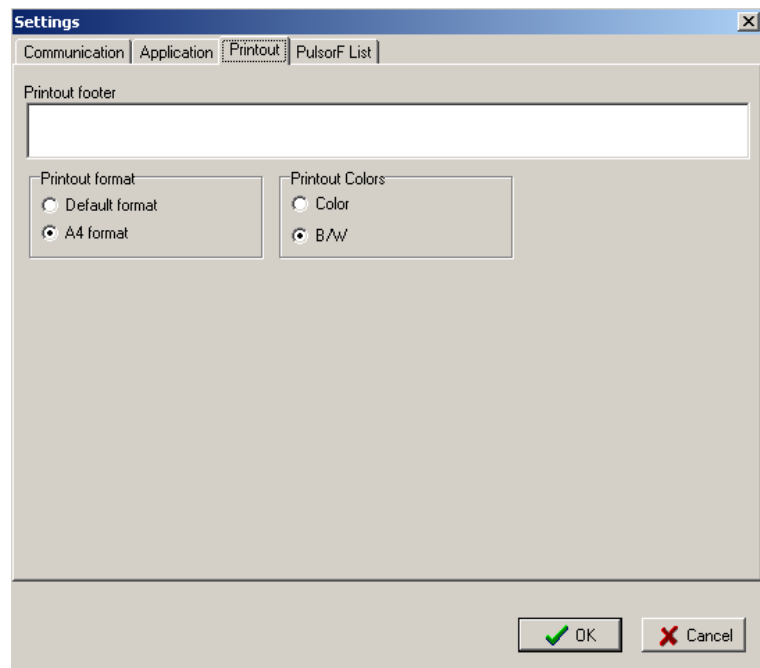 Settings
Communication Application Printout PulsorF List
Printout footer
Printout format Printout Colors
Default format Color
A4 format B/W
OK Cancel